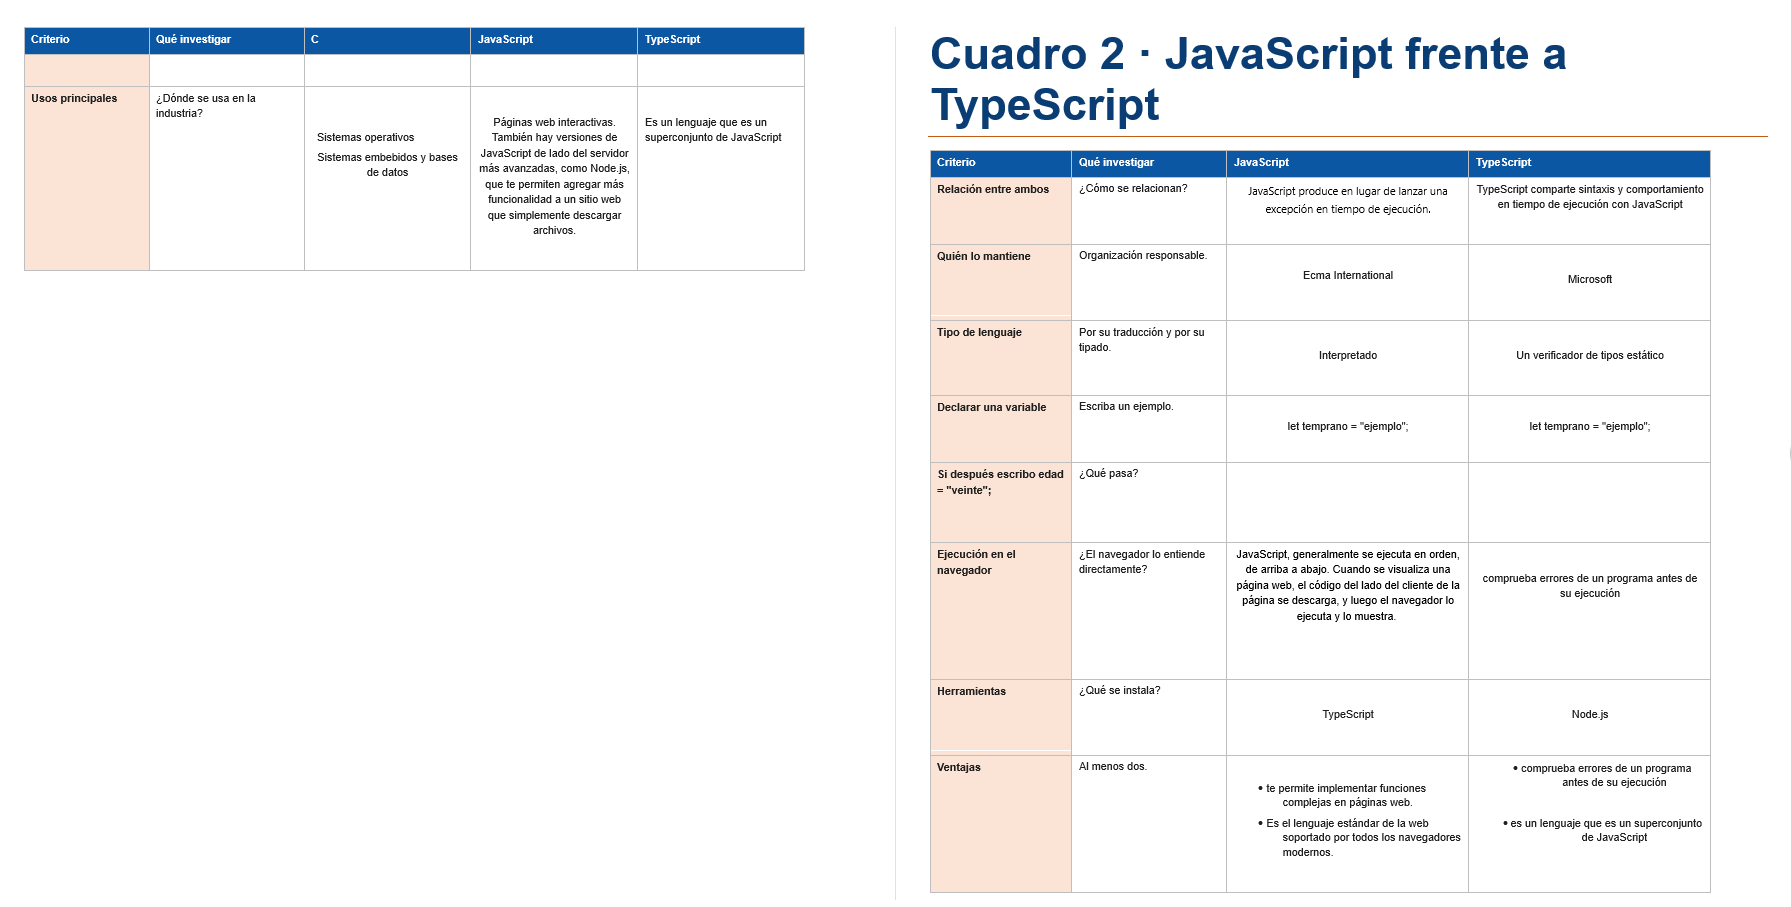 Criterio
Qué investigar
C
JavaScript
TypeScript
Usos principales
¿Dónde se usa en la
industria?
Sistemas operativos
Sistemas embebidos y bases
de datos
Páginas web interactivas.
También hay versiones de
JavaScript de lado del servidor
más avanzadas, como Node.js,
que te permiten agregar más
funcionalidad a un sitio web
que simplemente descargar
archivos.
Es un lenguaje que es un
superconjunto de JavaScript
Cuadro 2 · JavaScript frente a
TypeScript
Criterio
Qué investigar
JavaScript
TypeScript
Relación entre ambos
¿Cómo se relacionan?
JavaScript produce en lugar de lanzar una
excepción en tiempo de ejecución.
TypeScript comparte sintaxis y comportamiento
en tiempo de ejecución con JavaScript
Quién lo mantiene
Organización responsable.
Ecma International
Microsoft
Tipo de lenguaje
Por su traducción y por su
tipado.
Interpretado
Un verificador de tipos estático
Declarar una variable
Escriba un ejemplo.
let temprano = "ejemplo";
let temprano = "ejemplo";
Si después escribo edad
= "veinte";
¿Qué pasa?
Ejecución en el
navegador
¿El navegador lo entiende
directamente?
JavaScript, generalmente se ejecuta en orden,
de arriba a abajo. Cuando se visualiza una
página web, el código del lado del cliente de la
página se descarga, y luego el navegador lo
ejecuta y lo muestra.
comprueba errores de un programa antes de
su ejecución
Herramientas
¿Qué se instala?
TypeScript
Node.js
Ventajas
Al menos dos.
• te permite implementar funciones
complejas en páginas web.
• Es el lenguaje estándar de la web
soportado por todos los navegadores
modernos.
• comprueba errores de un programa
antes de su ejecución
• es un lenguaje que es un superconjunto
de JavaScript